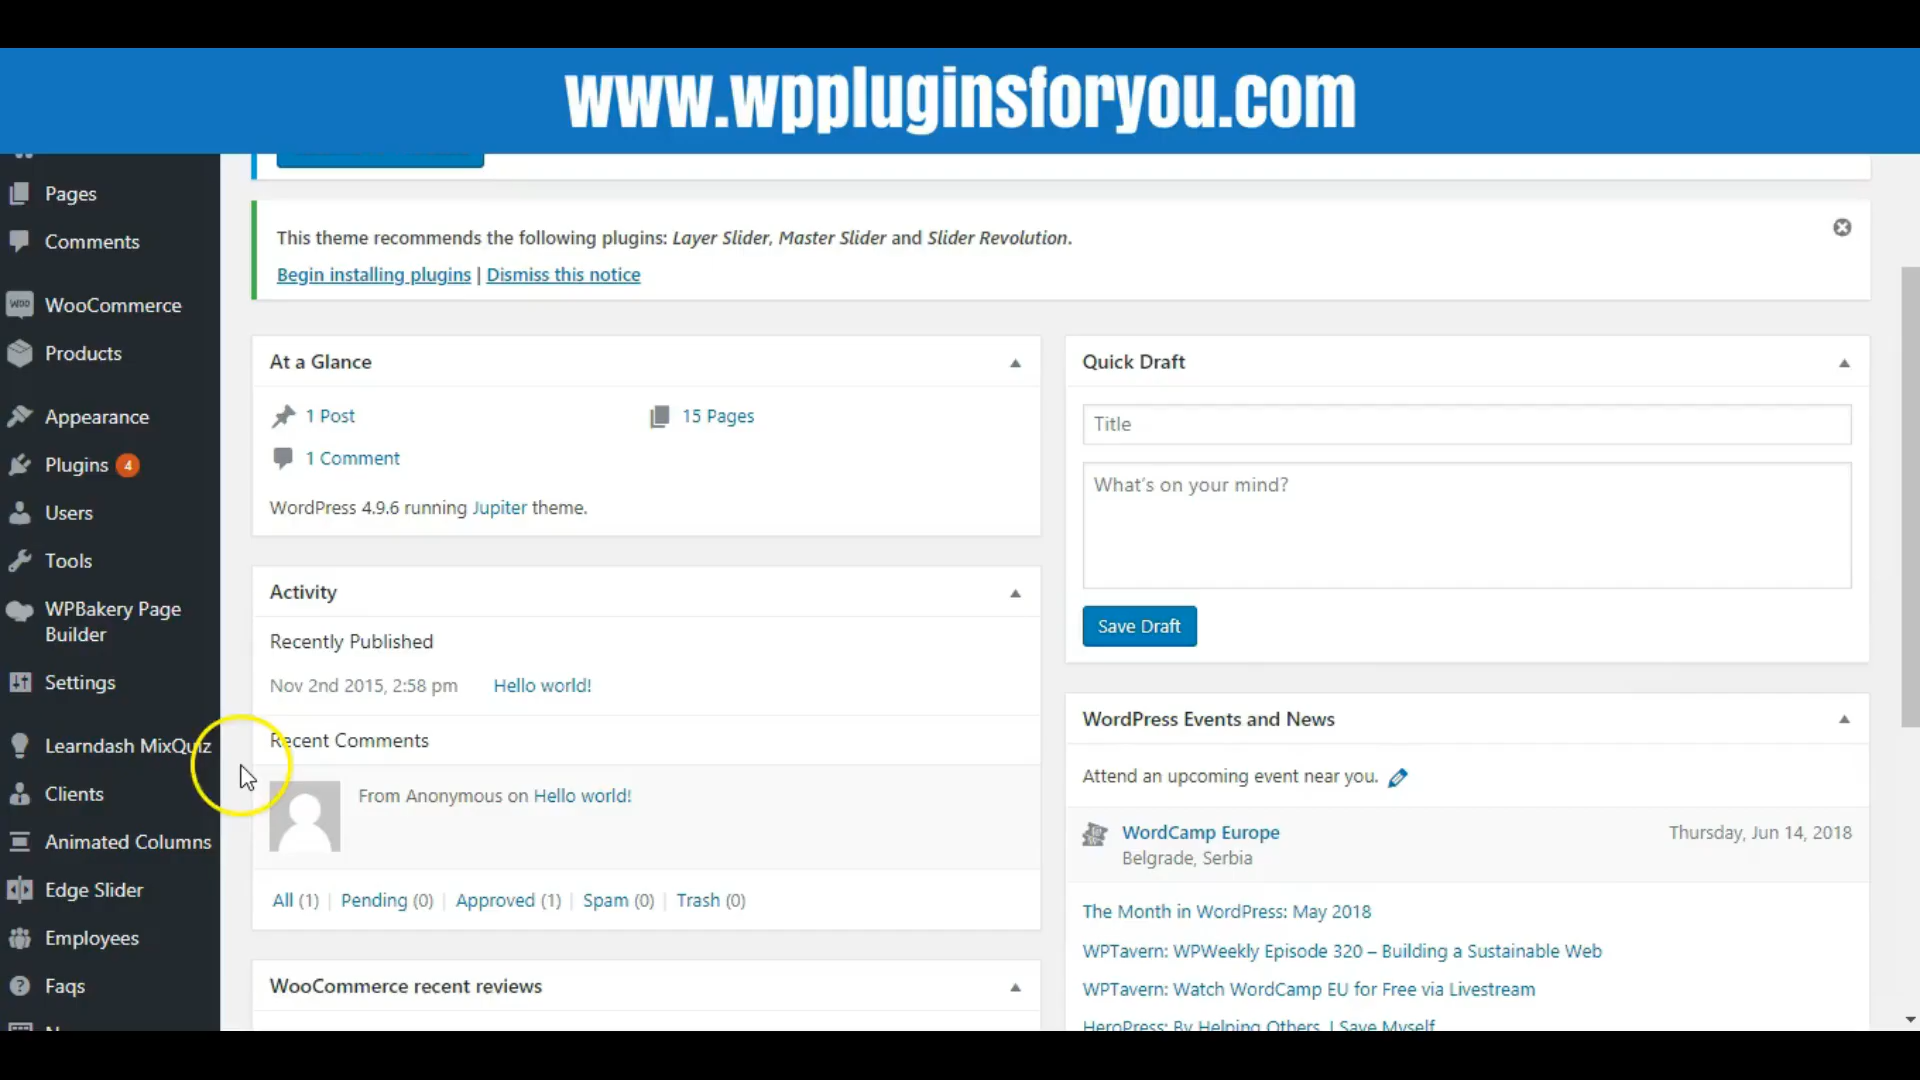 www.wppluginsforyou.com
Pages
Comments
WOO WooCommerce
Products
Appearance
Plugins 4
Users
Tools
WPBakery Page
Builder
Settings
Learndash MixQuiz
Clients
Animated Columns
Edge Slider
Employees
Faqs
This theme recommends the following plugins: Layer Slider, Master Slider and Slider Revolution.
Begin installing plugins | Dismiss this notice
At a Glance
1 Post
15 Pages
1 Comment
WordPress 4.9.6 running Jupiter theme.
Activity
Recently Published
Nov 2nd 2015, 2:58 pm Hello world!
Recent Comments
From Anonymous on Hello world!
All (1) | Pending (0) | Approved (1) | Spam (0) | Trash (0)
WooCommerce recent reviews
Quick Draft
Title
What's on your mind?
Save Draft
WordPress Events and News
Attend an upcoming event near you.
WordCamp Europe Thursday, Jun 14, 2018
Belgrade, Serbia
The Month in WordPress: May 2018
WPTavern: WPWeekly Episode 320 – Building a Sustainable Web
WPTavern: Watch WordCamp EU for Free via Livestream
HeroPress: By Helping Others, I Save Myself